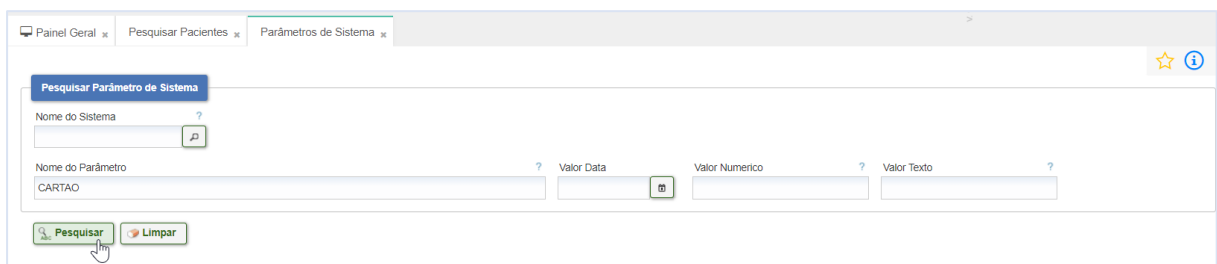 Painel Geral x Pesquisar Pacientes x Parâmetros de Sistema x >
Pesquisar Parâmetro de Sistema
Nome do Sistema ?
Nome do Parâmetro ? Valor Data Valor Numerico ? Valor Texto ?
CARTAO
ABC Pesquisar Limpar